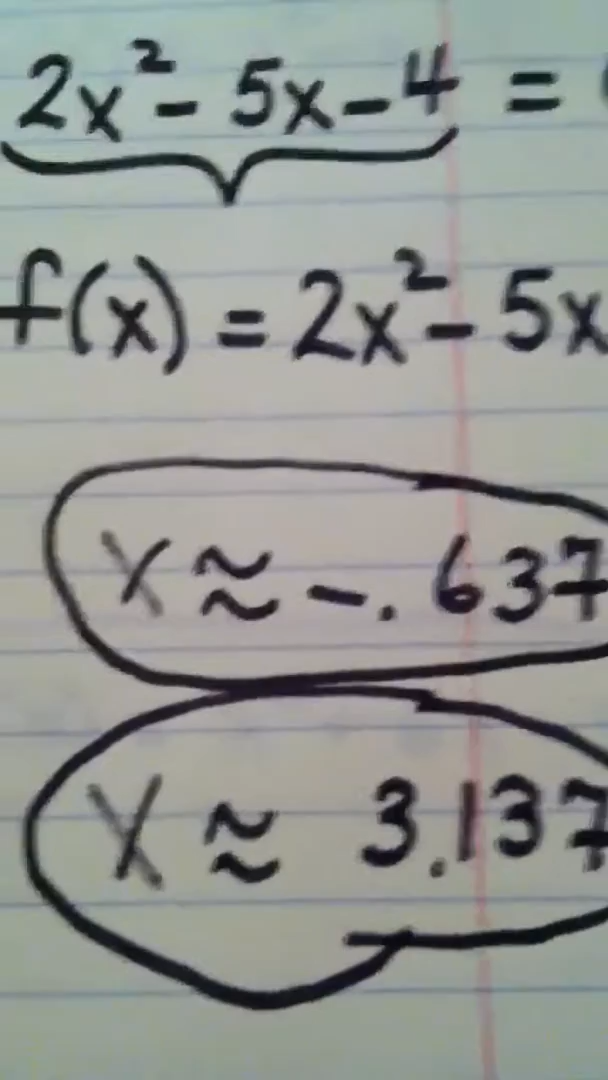 2x² - 5x - 4 =
f(x) = 2x² - 5x
x ≈ -.637
x ≈ 3.137